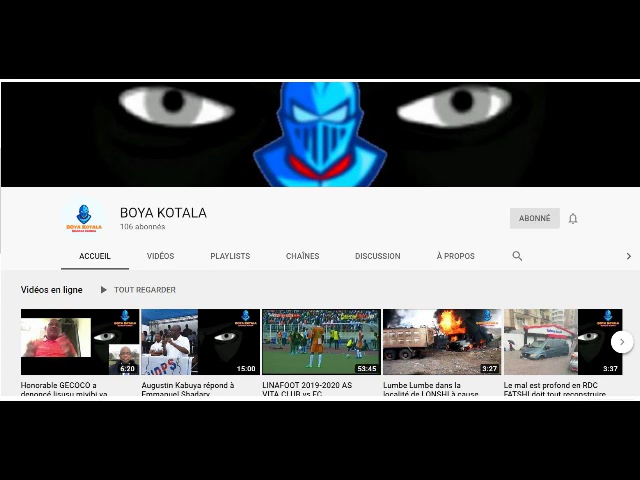 BOYA KOTALA
BOYA KOTALA
106 abonnés
ABONNÉ
ACCUEIL
VIDÉOS
PLAYLISTS
CHAÎNES
DISCUSSION
À PROPOS
Vidéos en ligne
TOUT REGARDER
6:20
15:00
53:45
3:27
3:37
Honorable GECOCO a
dénoncé lisusu miyibi ya
Augustin Kabuya répond à
Emmanuel Shadary
LINAFOOT 2019-2020 AS
VITA CLUB vs FC
Lumbe Lumbe dans la
localité de LONSHI à cause
Le mal est profond en RDC
FATSHI doit tout reconstruire